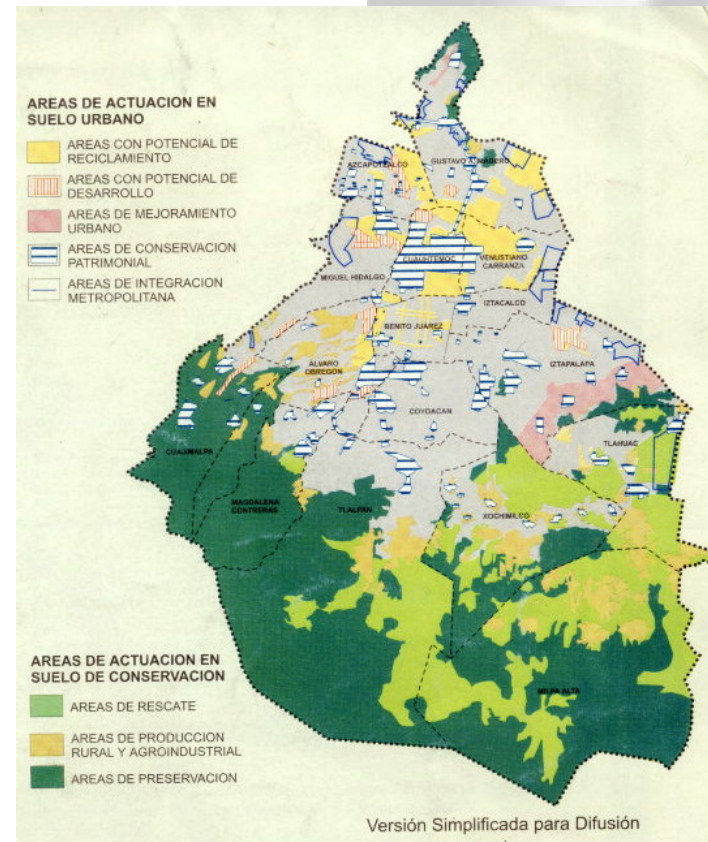 AREAS DE ACTUACION EN
SUELO URBANO
AREAS CON POTENCIAL DE
RECICLAMIENTO
AREAS CON POTENCIAL DE
DESARROLLO
AREAS DE MEJORAMIENTO
URBANO
AREAS DE CONSERVACION
PATRIMONIAL
AREAS DE INTEGRACION
METROPOLITANA
AZCAPOTZALCO
GUSTAVO A. MADERO
CUAUHTEMOC
VENUSTIANO
CARRANZA
MIGUEL HIDALGO
IZTACALCO
BENITO JUAREZ
ALVARO
OBREGON
IZTAPALAPA
COYOACAN
TLAHUAC
CUAJIMALPA
MAGDALENA
CONTRERAS
TLALPAN
XOCHIMILCO
MILPA ALTA
AREAS DE ACTUACION EN
SUELO DE CONSERVACION
AREAS DE RESCATE
AREAS DE PRODUCCION
RURAL Y AGROINDUSTRIAL
AREAS DE PRESERVACION
Versión Simplificada para Difusión